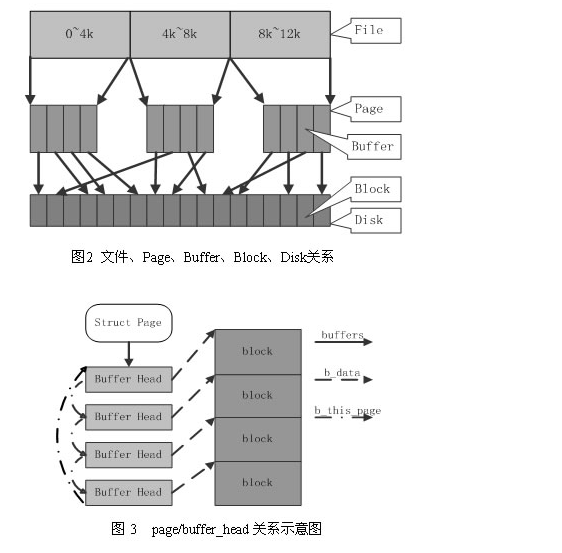 0~4k 4k~8k 8k~12k File
Page
Buffer
Block
Disk
图2 文件、Page、Buffer、Block、Disk关系
Struct Page
buffers
block
Buffer Head
b_data
block
Buffer Head
b_this_page
block
Buffer Head
block
Buffer Head
图 3 page/buffer_head 关系示意图